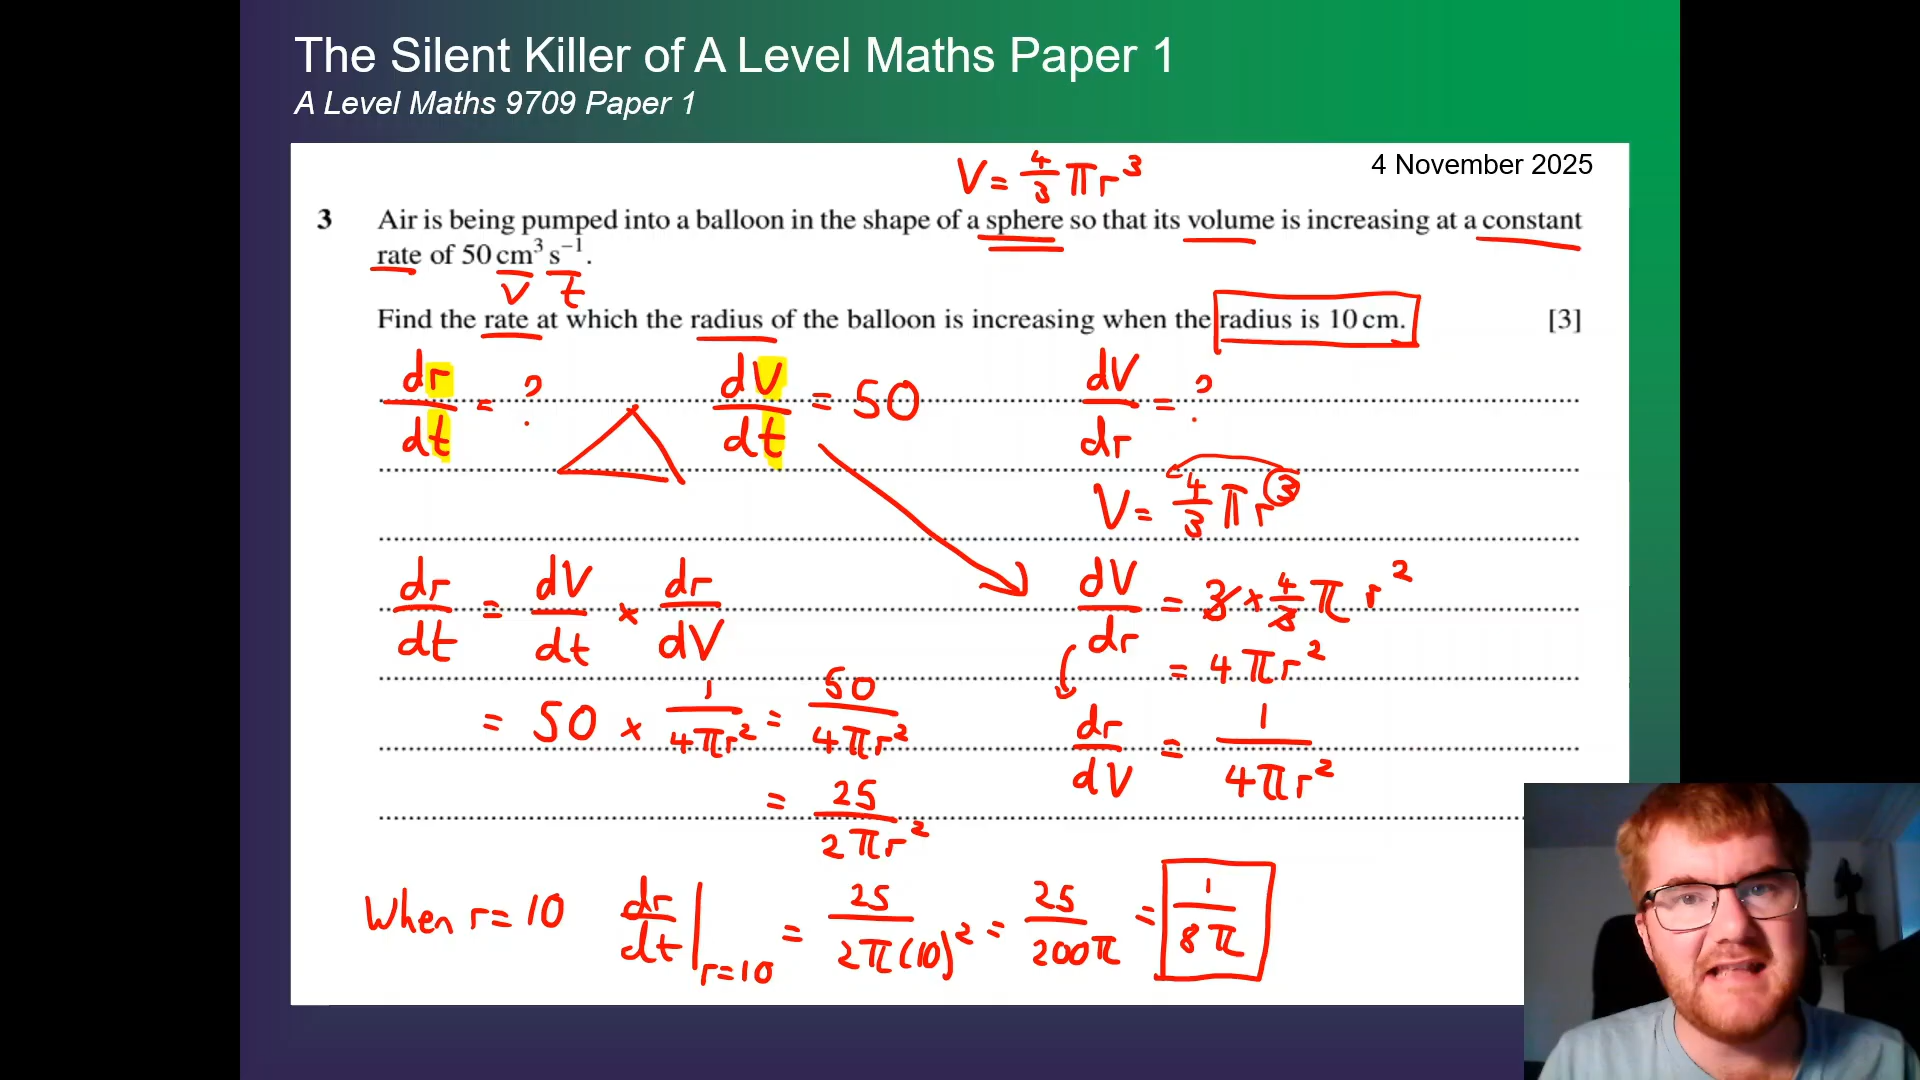 The Silent Killer of A Level Maths Paper 1
A Level Maths 9709 Paper 1
4 November 2025
V = 4/3 πr³
3 Air is being pumped into a balloon in the shape of a sphere so that its volume is increasing at a constant
rate of 50 cm³ s⁻¹.
V t
Find the rate at which the radius of the balloon is increasing when the radius is 10 cm. [3]
dr/dt = ? dV/dt = 50 dV/dr = ?
V = 4/3 πr³
dr/dt = dV/dt × dr/dV
dV/dr = 3 × 4/3 π r²
= 4πr²
= 50 × 1/4πr² = 50/4πr²
dr/dV = 1/4πr²
= 25/2πr²
When r = 10 dr/dt | r=10 = 25/2π(10)² = 25/200π = 1/8π